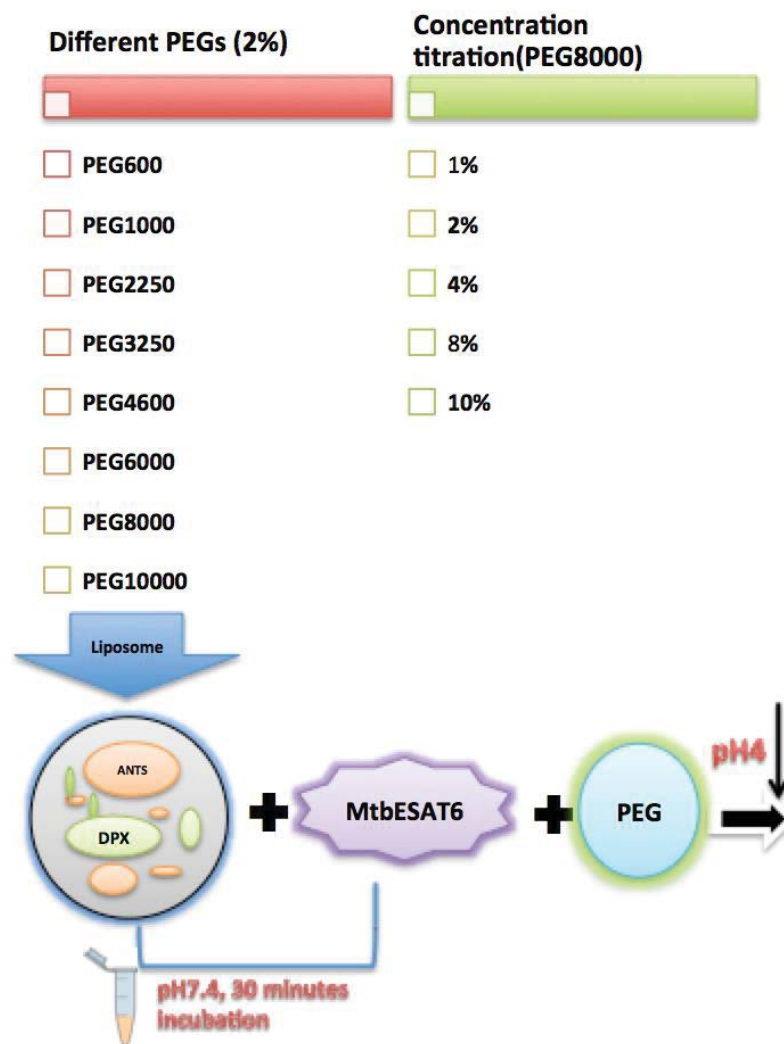 Different PEGs (2%)
PEG600
PEG1000
PEG2250
PEG3250
PEG4600
PEG6000
PEG8000
PEG10000
Concentration
titration(PEG8000)
1%
2%
4%
8%
10%
Liposome
ANTS
DPX
MtbESAT6
PEG
pH4
pH7.4, 30 minutes
incubation